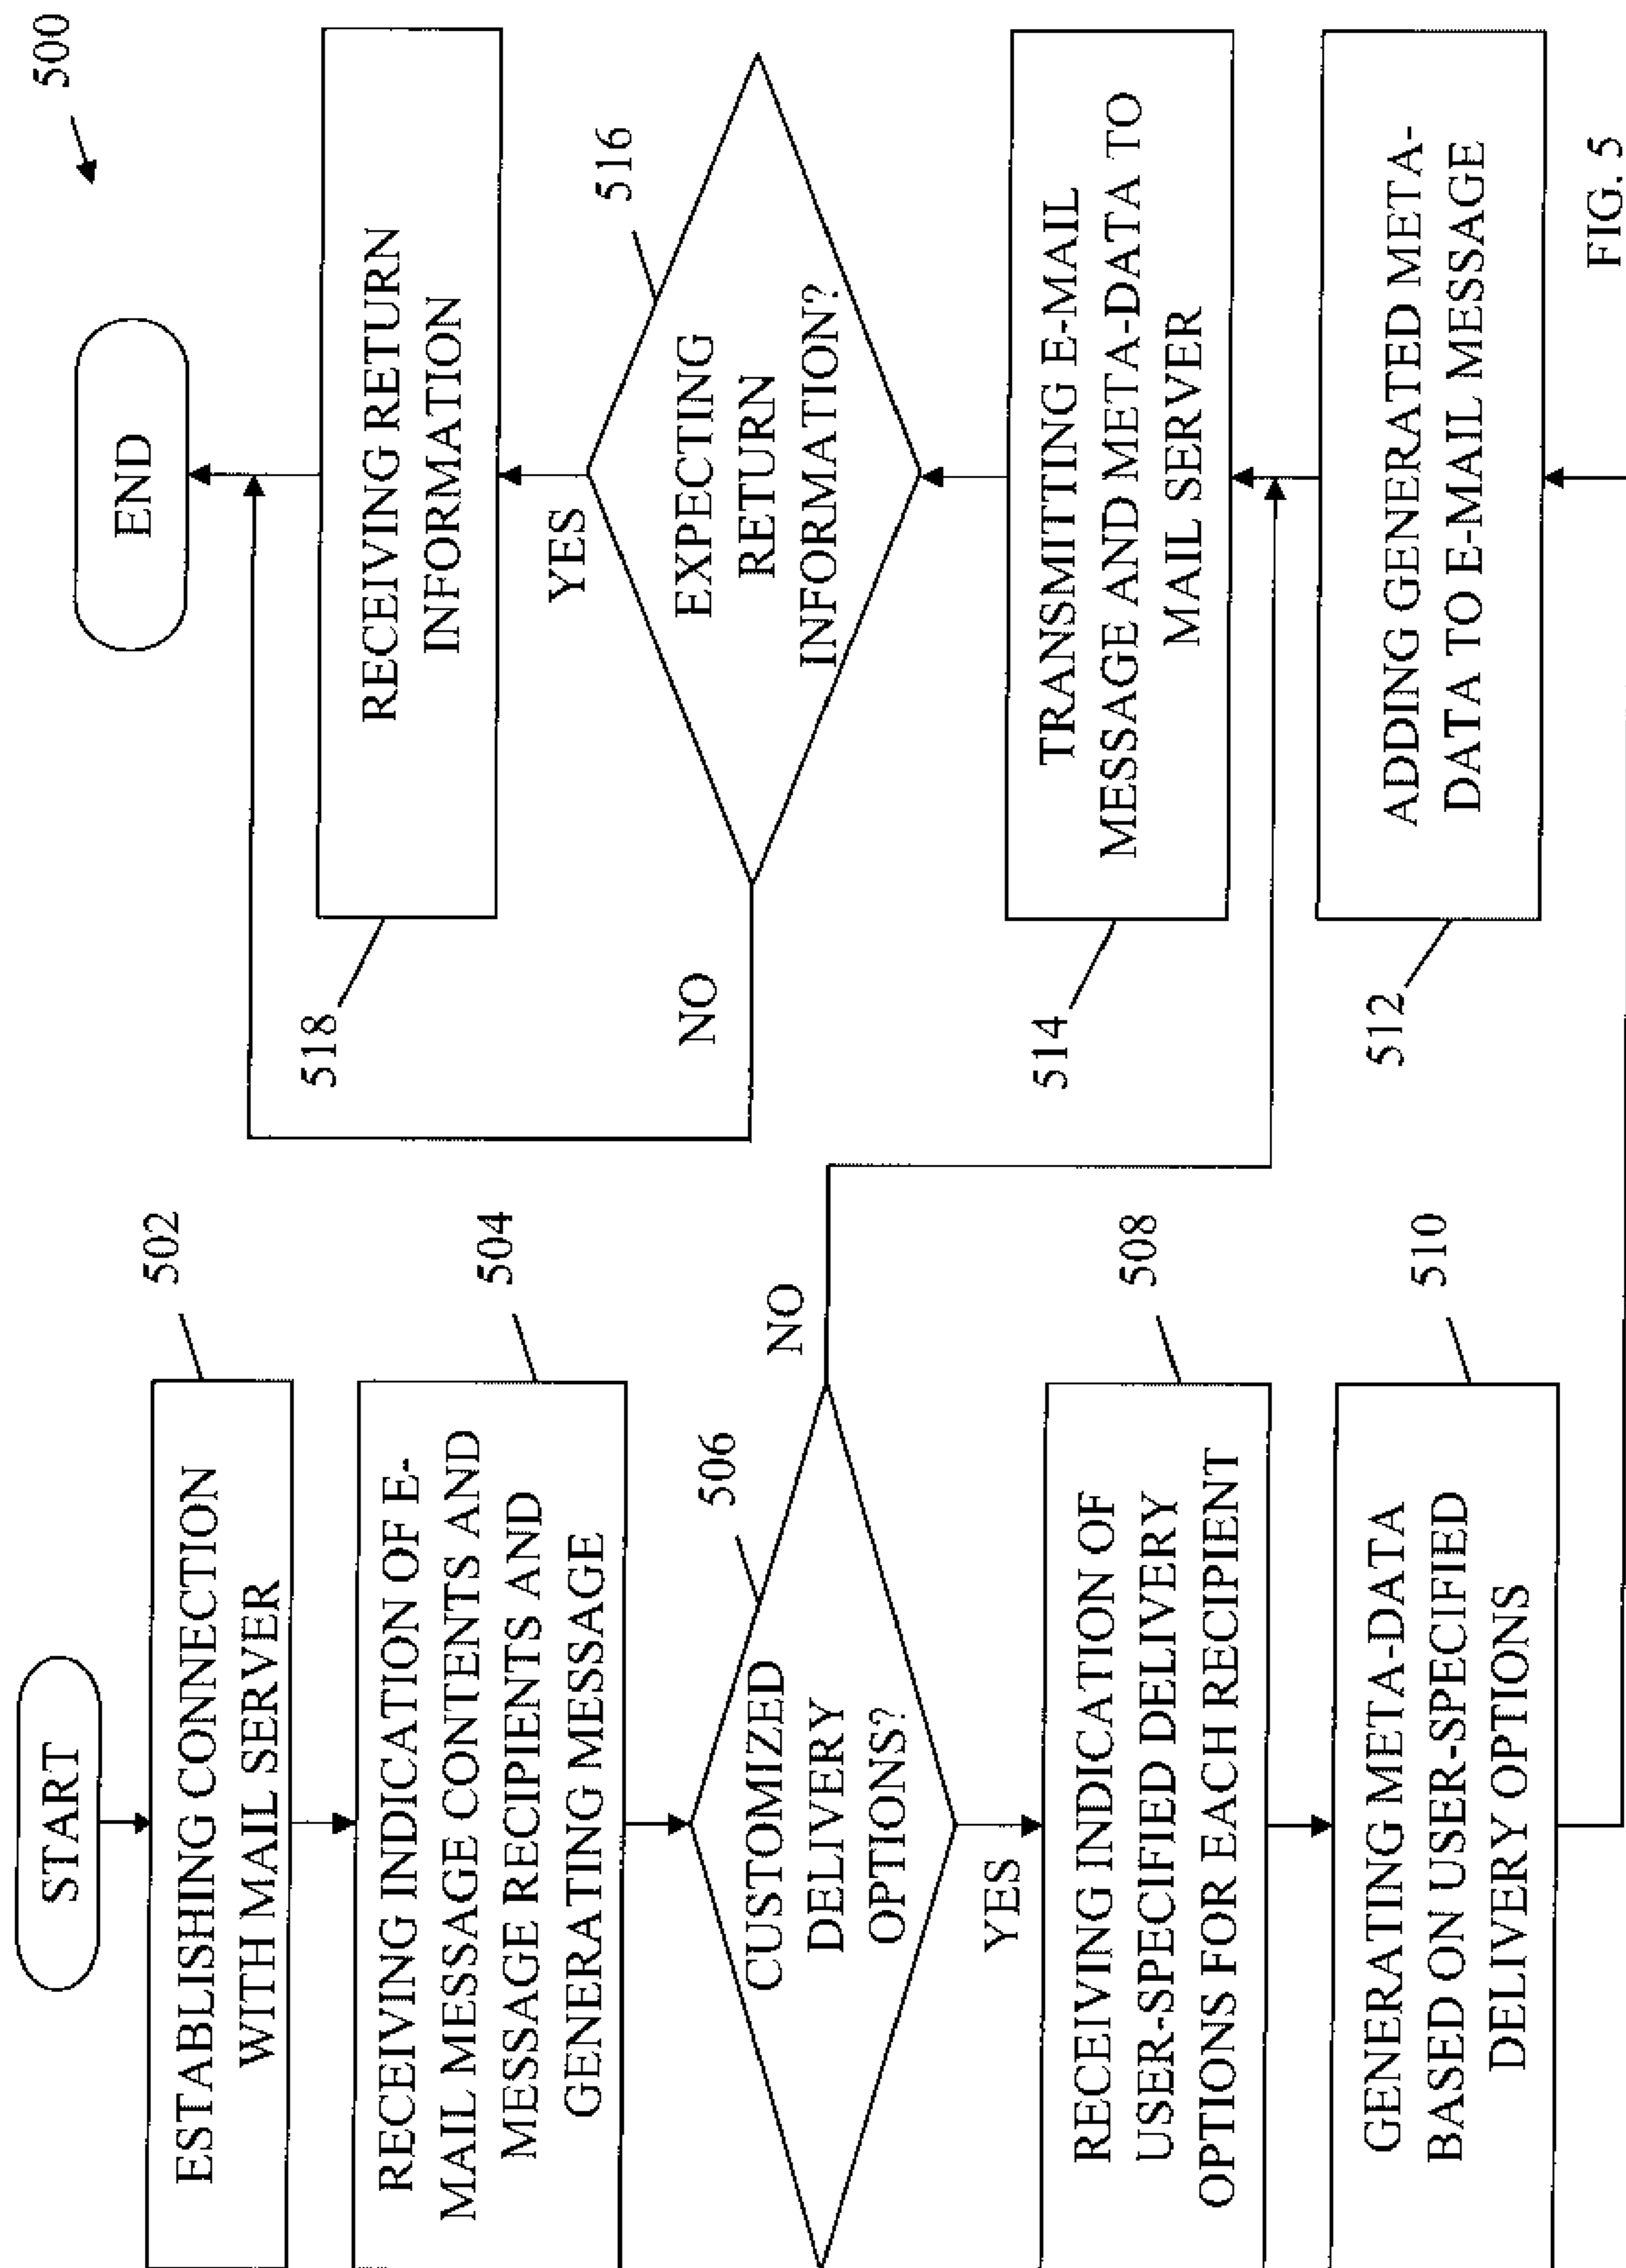 500
START
502
ESTABLISHING CONNECTION
WITH MAIL SERVER
504
RECEIVING INDICATION OF E-
MAIL MESSAGE CONTENTS AND
MESSAGE RECIPIENTS AND
GENERATING MESSAGE
506
CUSTOMIZED
DELIVERY
OPTIONS?
NO
YES
508
RECEIVING INDICATION OF
USER-SPECIFIED DELIVERY
OPTIONS FOR EACH RECIPIENT
510
GENERATING META-DATA
BASED ON USER-SPECIFIED
DELIVERY OPTIONS
END
518
RECEIVING RETURN
INFORMATION
YES
516
EXPECTING
RETURN
INFORMATION?
NO
514
TRANSMITTING E-MAIL
MESSAGE AND META-DATA TO
MAIL SERVER
512
ADDING GENERATED META-
DATA TO E-MAIL MESSAGE
FIG. 5